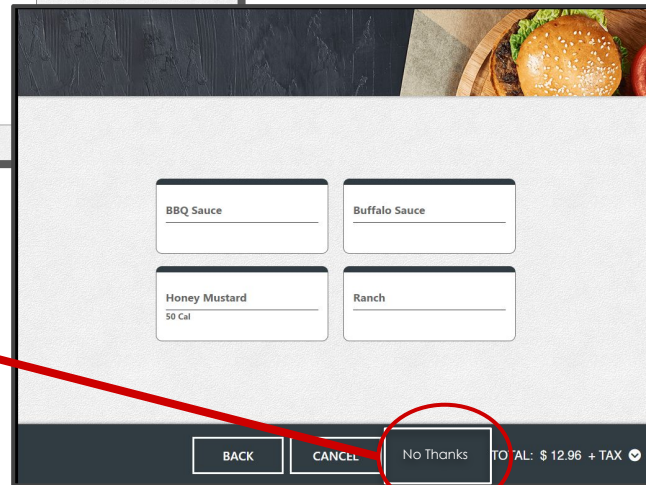 BBQ Sauce
Buffalo Sauce
Honey Mustard
50 Cal
Ranch
BACK
CANCEL
No Thanks
TOTAL: $ 12.96 + TAX